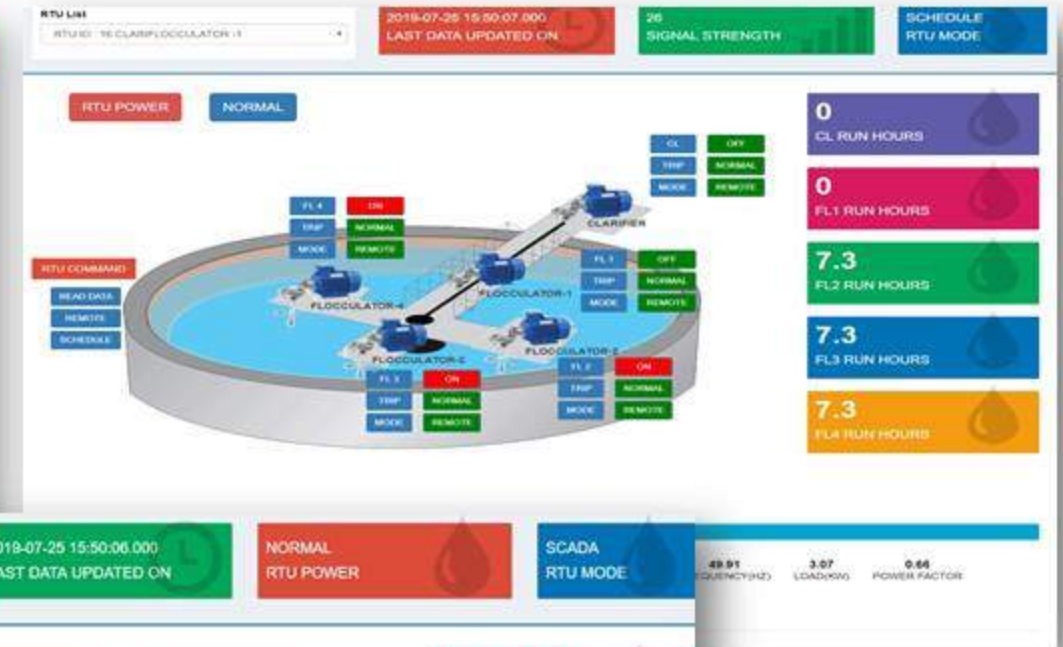 RTU List
RTU ID : 16 CLARIFLOCCULATOR -1
2019-07-25 15:50:07.000
LAST DATA UPDATED ON
26
SIGNAL STRENGTH
SCHEDULE
RTU MODE
RTU POWER
NORMAL
CL OFF
TRIP NORMAL
MODE REMOTE
CLARIFIER
FL 4 ON
TRIP NORMAL
MODE REMOTE
FL 1 OFF
TRIP NORMAL
MODE REMOTE
FLOCCULATOR-1
FLOCCULATOR-4
RTU COMMAND
READ DATA
REMOTE
SCHEDULE
FLOCCULATOR-2
FL 3 ON
TRIP NORMAL
MODE REMOTE
FL 2 ON
TRIP NORMAL
MODE REMOTE
0
CL RUN HOURS
0
FL1 RUN HOURS
7.3
FL2 RUN HOURS
7.3
FL3 RUN HOURS
7.3
FL4 RUN HOURS
49.91
3.07
LOAD(KW)
0.66
POWER FACTOR
019-07-25 15:50:06.000
AST DATA UPDATED ON
NORMAL
RTU POWER
SCADA
RTU MODE